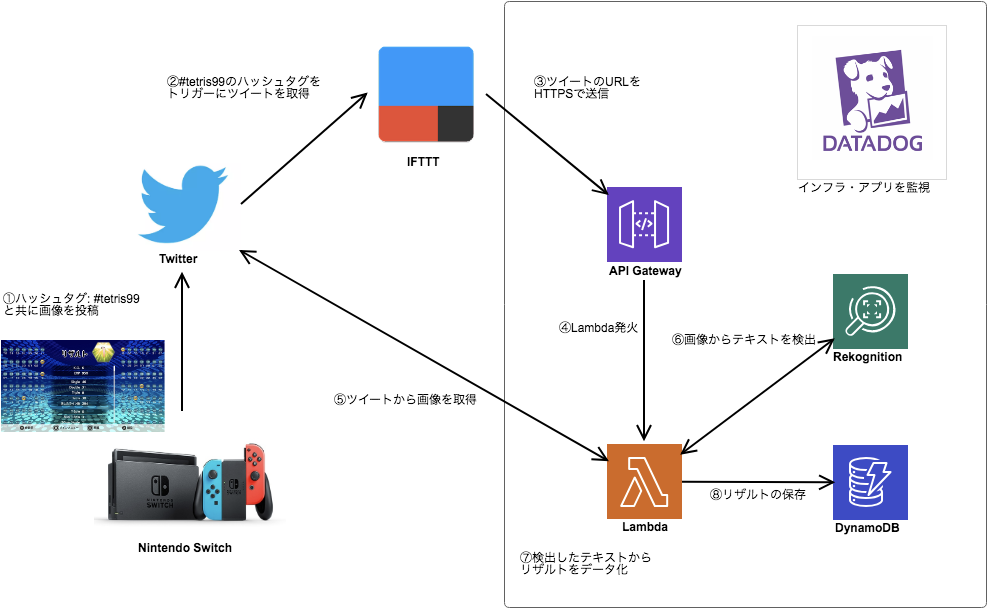 ②#tetris99のハッシュタグを
トリガーにツイートを取得
IFTTT
③ツイートのURLを
HTTPSで送信
DATADOG
インフラ・アプリを監視
Twitter
API Gateway
①ハッシュタグ: #tetris99
と共に画像を投稿
④Lambda発火
⑥画像からテキストを検出
Rekognition
リザルト
⑤ツイートから画像を取得
NINTENDO
SWITCH
Nintendo Switch
Lambda
⑧リザルトの保存
DynamoDB
⑦検出したテキストから
リザルトをデータ化